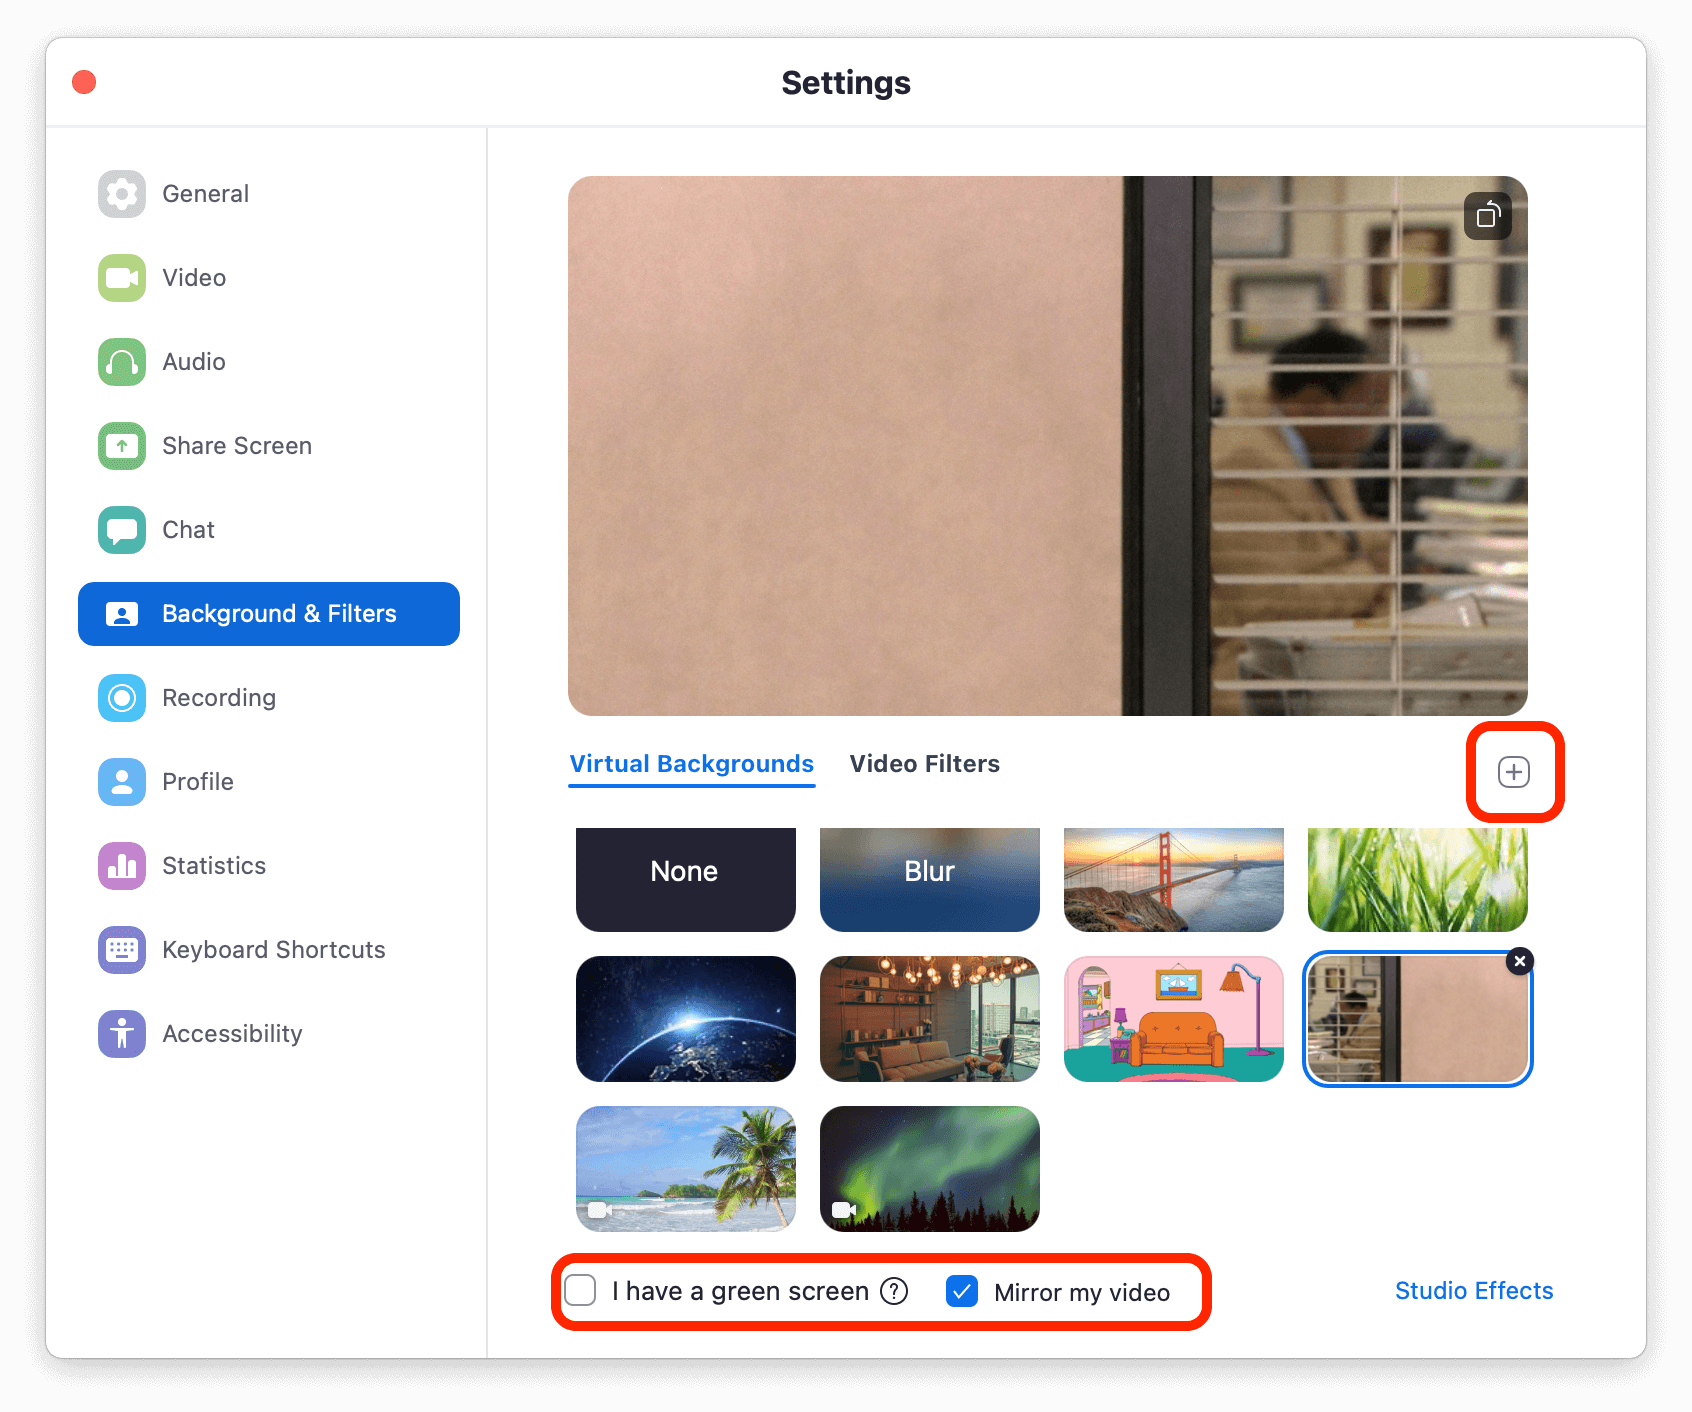 Settings
General
Video
Audio
Share Screen
Chat
Background & Filters
Recording
Profile
Statistics
Keyboard Shortcuts
Accessibility
Virtual Backgrounds
Video Filters
None
Blur
I have a green screen ?
Mirror my video
Studio Effects